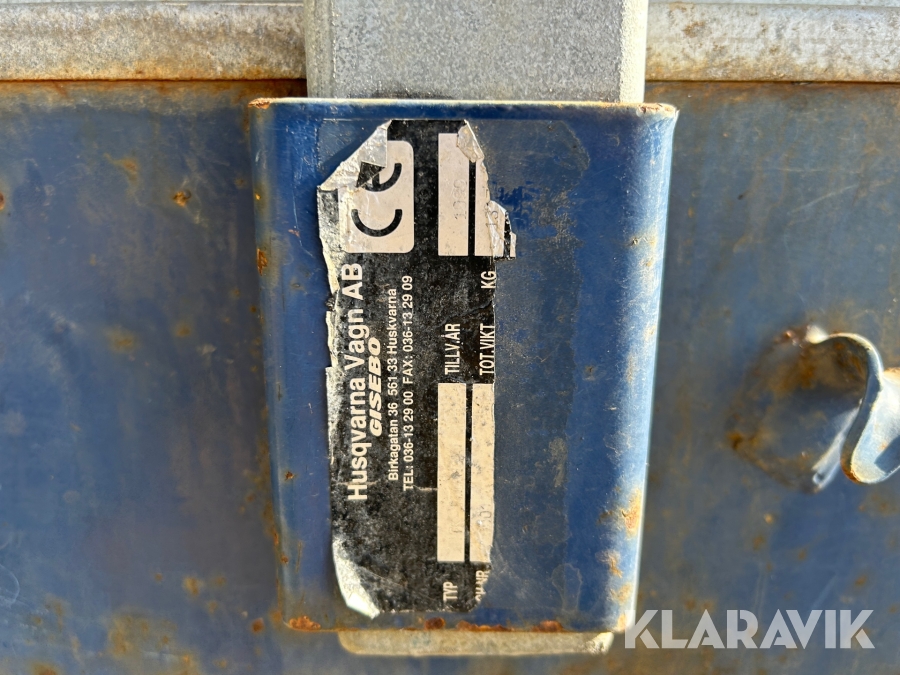 Husqvarna Vagn AB
GISEBO
Birkagatan 36 561 33 Huskvarna
TEL: 036-13 29 00 FAX: 036-13 29 09
TYP
TILLV.ÅR
TOT.VIKT KG
CE
KLARAVIK